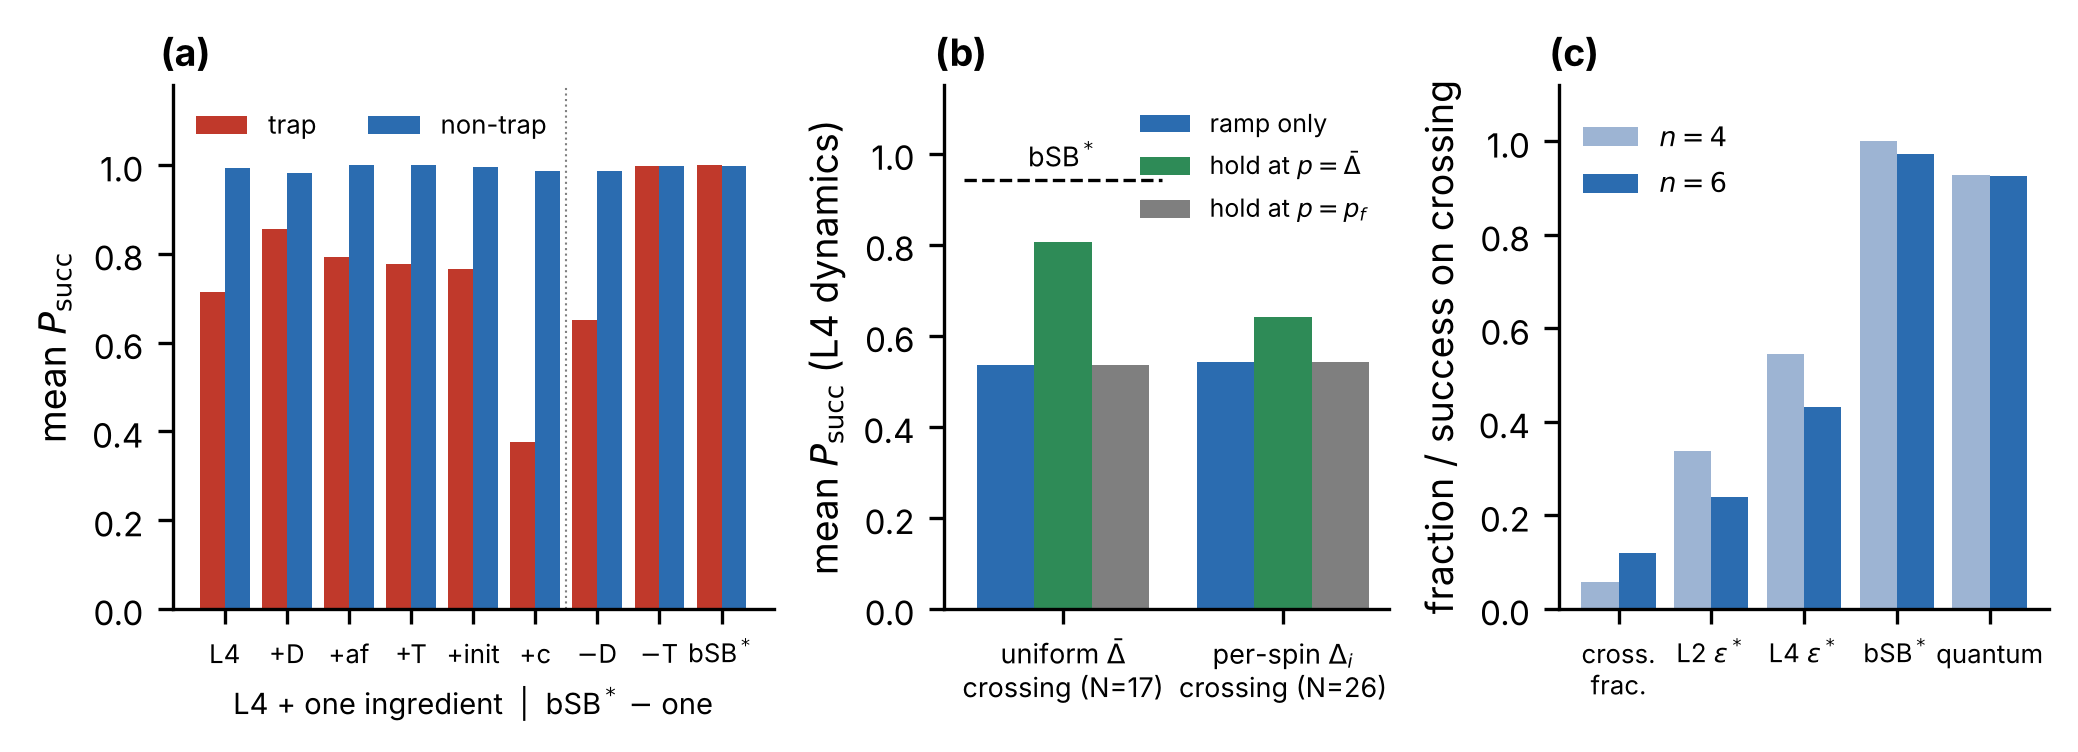 (a)
trap
non-trap
mean P_succ
1.0
0.8
0.6
0.4
0.2
0.0
L4 +D +af +T +init +c −D −T bSB*
L4 + one ingredient | bSB* − one
(b)
ramp only
hold at p = Δ̄
hold at p = p_f
bSB*
mean P_succ (L4 dynamics)
1.0
0.8
0.6
0.4
0.2
0.0
uniform Δ̄
crossing (N=17)
per-spin Δ_i
crossing (N=26)
(c)
n = 4
n = 6
fraction / success on crossing
1.0
0.8
0.6
0.4
0.2
0.0
cross.
frac.
L2 ε*
L4 ε*
bSB*
quantum